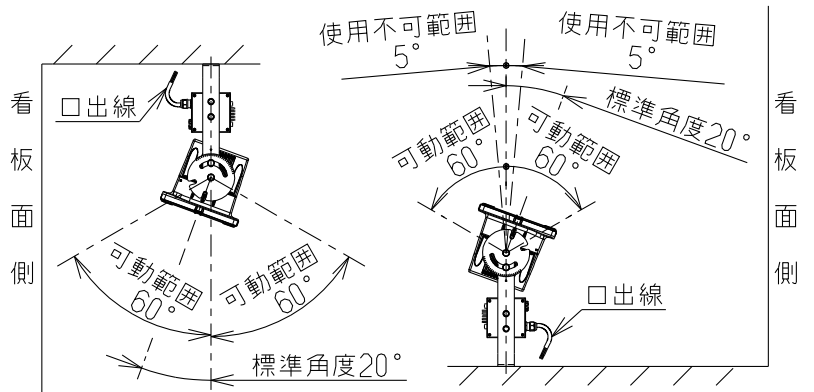 看板面側
口出線
可動範囲
60°
可動範囲
60°
標準角度20°
使用不可範囲
5°
使用不可範囲
5°
標準角度20°
可動範囲
60°
可動範囲
60°
口出線
看板面側